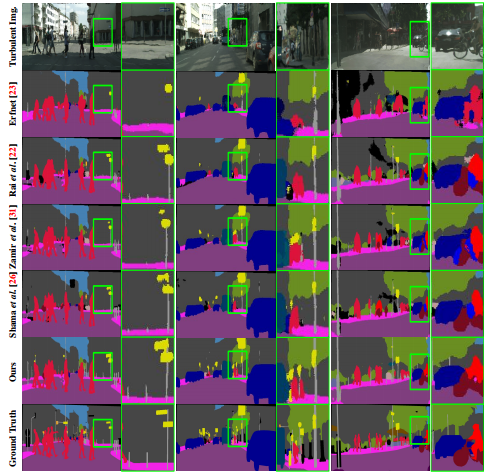 Turbulent Img.
Erfnet [23]
Rai et al. [22]
Zamir et al. [31]
Shama et al. [26]
Ours
Ground Truth